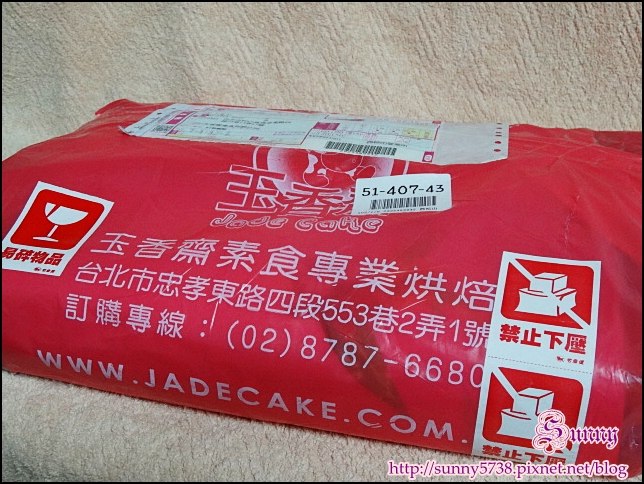 玉香齋
51-407-43
Jade Cake
易碎物品
玉香齋素食專業烘焙
台北市忠孝東路四段553巷2弄1號
訂購專線：(02)8787-6680
WWW.JADECAKE.COM.
禁止下壓
禁止下壓
Sunny
http://sunny5738.pixnet.net/blog